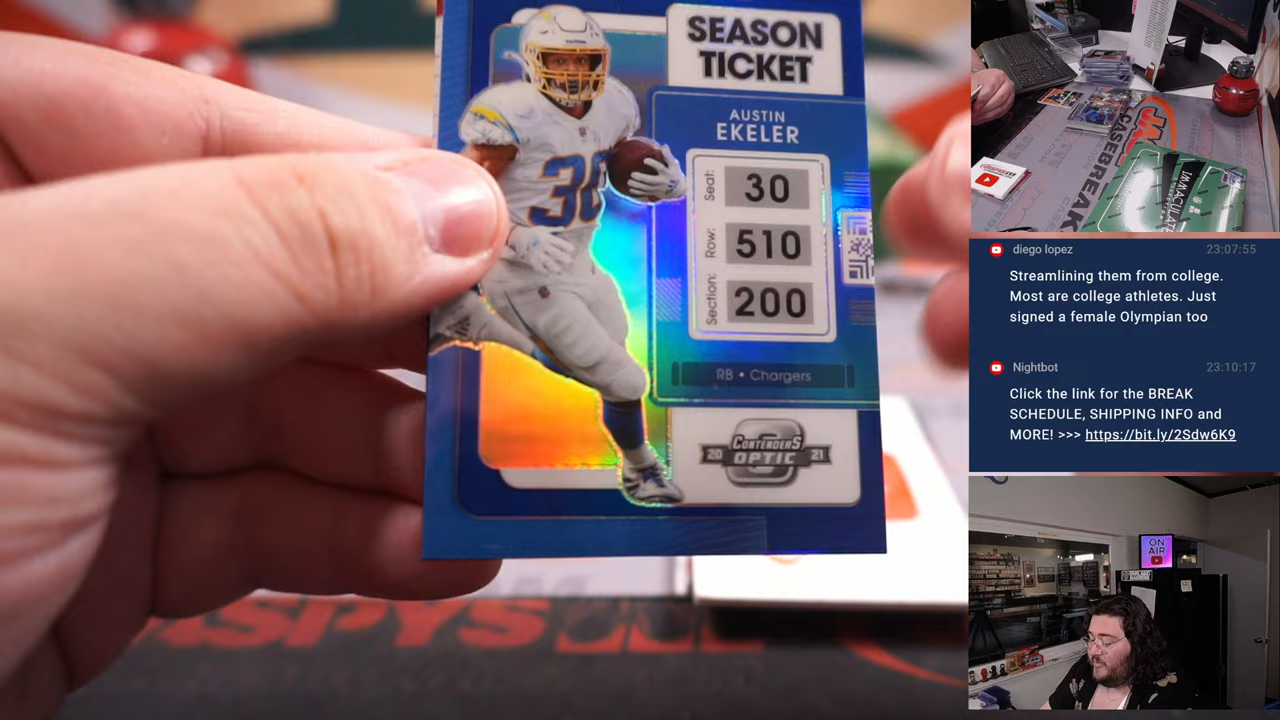 SEASON
TICKET
AUSTIN
EKELER
30
Seat:
30
Row:
510
Section:
200
RB • Chargers
CONTENDERS
20 21
OPTIC
CASEBREAK
IMMACULATE
diego lopez 23:07:55
Streamlining them from college.
Most are college athletes. Just
signed a female Olympian too
Nightbot 23:10:17
Click the link for the BREAK
SCHEDULE, SHIPPING INFO and
MORE! >>> https://bit.ly/2Sdw6K9
ON
AIR